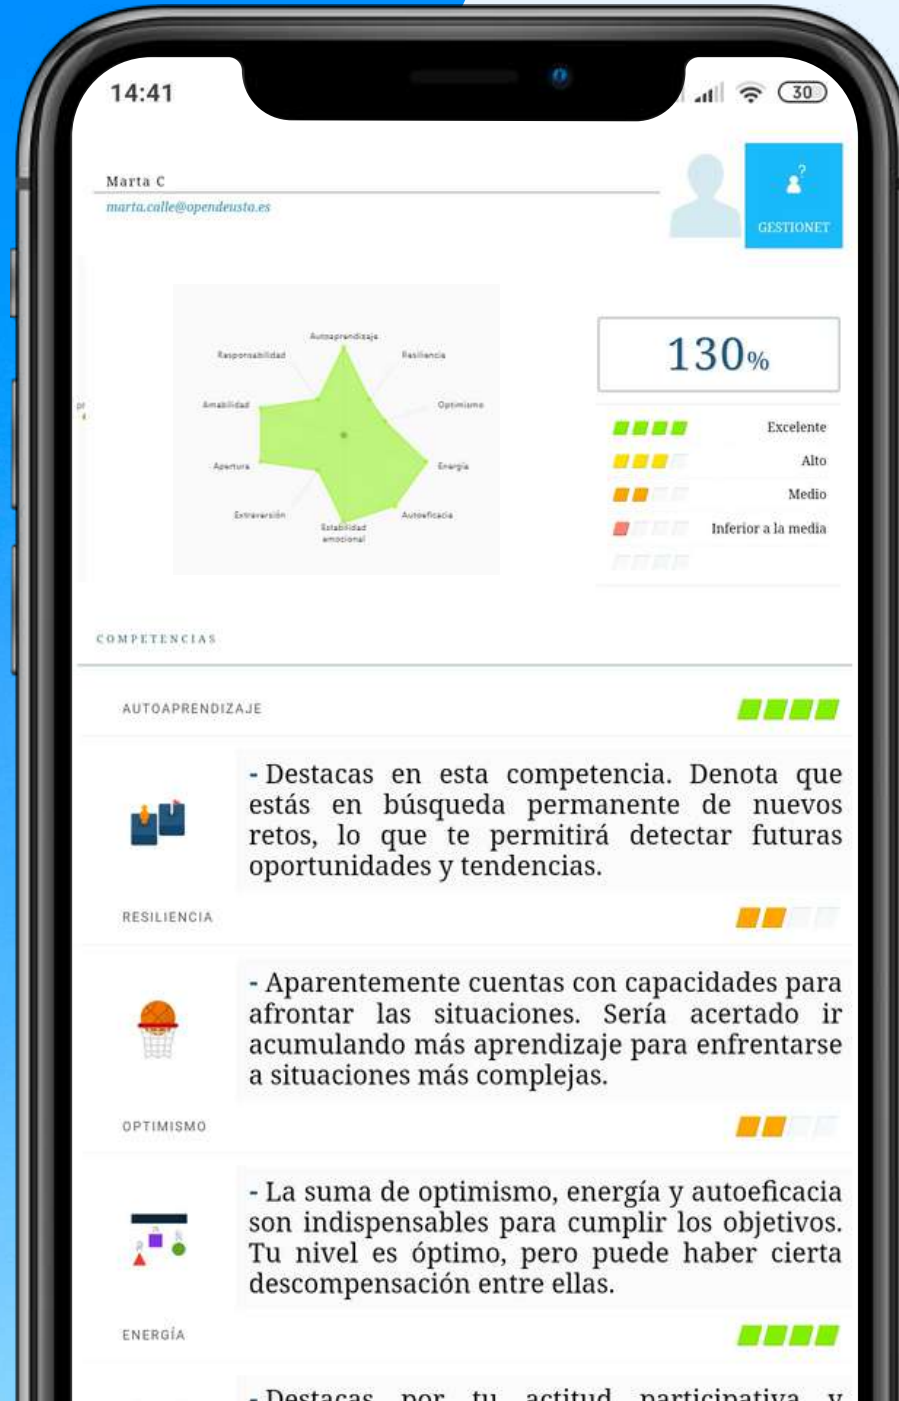 14:41
30
Marta C
marta.calle@opendeusto.es
?
GESTIONET
Autoaprendizaje
Responsabilidad
Resiliencia
Amabilidad
Optimismo
Apertura
Energía
Extraversión
Autoeficacia
Estabilidad
emocional
130%
Excelente
Alto
Medio
Inferior a la media
COMPETENCIAS
AUTOAPRENDIZAJE
- Destacas en esta competencia. Denota que
estás en búsqueda permanente de nuevos
retos, lo que te permitirá detectar futuras
oportunidades y tendencias.
RESILIENCIA
- Aparentemente cuentas con capacidades para
afrontar las situaciones. Sería acertado ir
acumulando más aprendizaje para enfrentarse
a situaciones más complejas.
OPTIMISMO
- La suma de optimismo, energía y autoeficacia
son indispensables para cumplir los objetivos.
Tu nivel es óptimo, pero puede haber cierta
descompensación entre ellas.
ENERGÍA
- Destacas por tu actitud participativa y